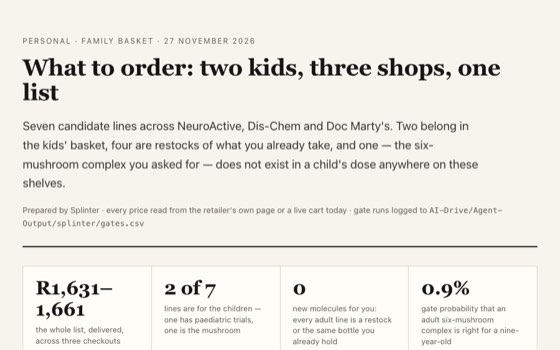 PERSONAL · FAMILY BASKET · 27 NOVEMBER 2026
What to order: two kids, three shops, one
list
Seven candidate lines across NeuroActive, Dis-Chem and Doc Marty's. Two belong in
the kids' basket, four are restocks of what you already take, and one — the six-
mushroom complex you asked for — does not exist in a child's dose anywhere on these
shelves.
Prepared by Splinter · every price read from the retailer's own page or a live cart today · gate runs logged to AI-Drive/Agent-
Output/splinter/gates.csv
R1,631–
1,661
the whole list, delivered,
across three checkouts
2 of 7
lines are for the children —
one has paediatric trials,
one is the mushroom
0
new molecules for you:
every adult line is a restock
or the same bottle you
already hold
0.9%
gate probability that an
adult six-mushroom
complex is right for a nine-
year-old